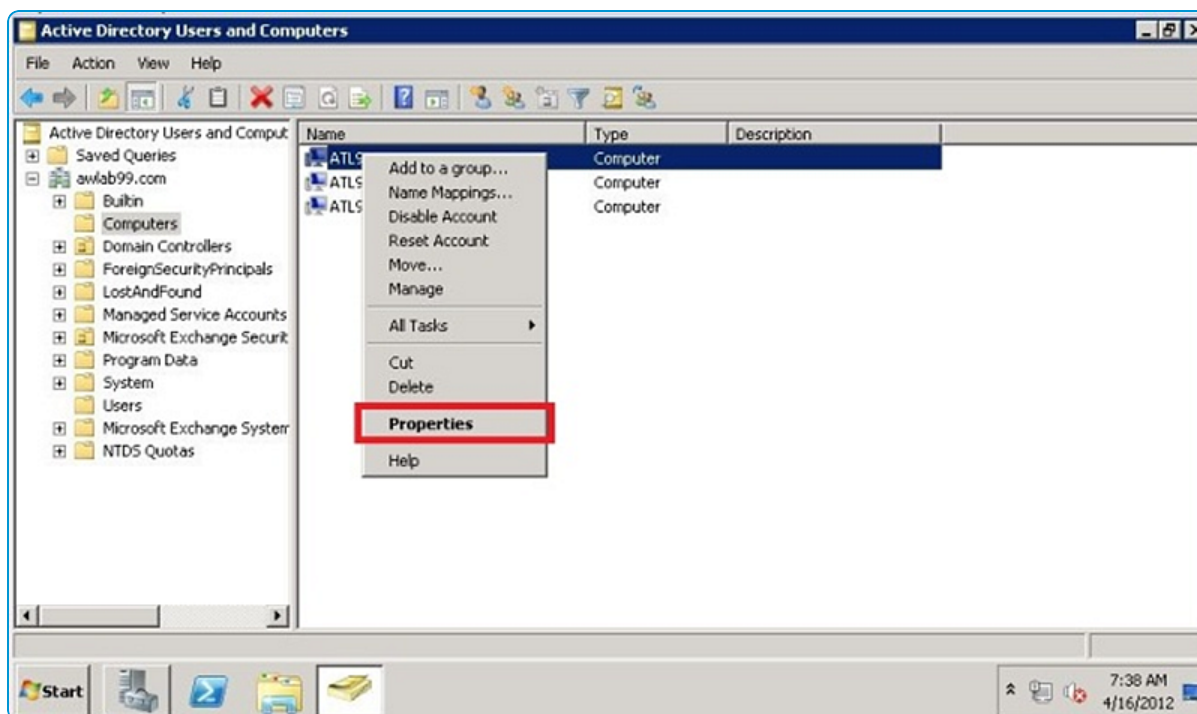 Active Directory Users and Computers
File Action View Help
Active Directory Users and Comput
Saved Queries
awlab99.com
Builtin
Computers
Domain Controllers
ForeignSecurityPrincipals
LostAndFound
Managed Service Accounts
Microsoft Exchange Securit
Program Data
System
Users
Microsoft Exchange System
NTDS Quotas
Name Type Description
ATLS Computer
ATLS Computer
ATLS Computer
Add to a group...
Name Mappings...
Disable Account
Reset Account
Move...
Manage
All Tasks
Cut
Delete
Properties
Help
Start
7:38 AM
4/16/2012